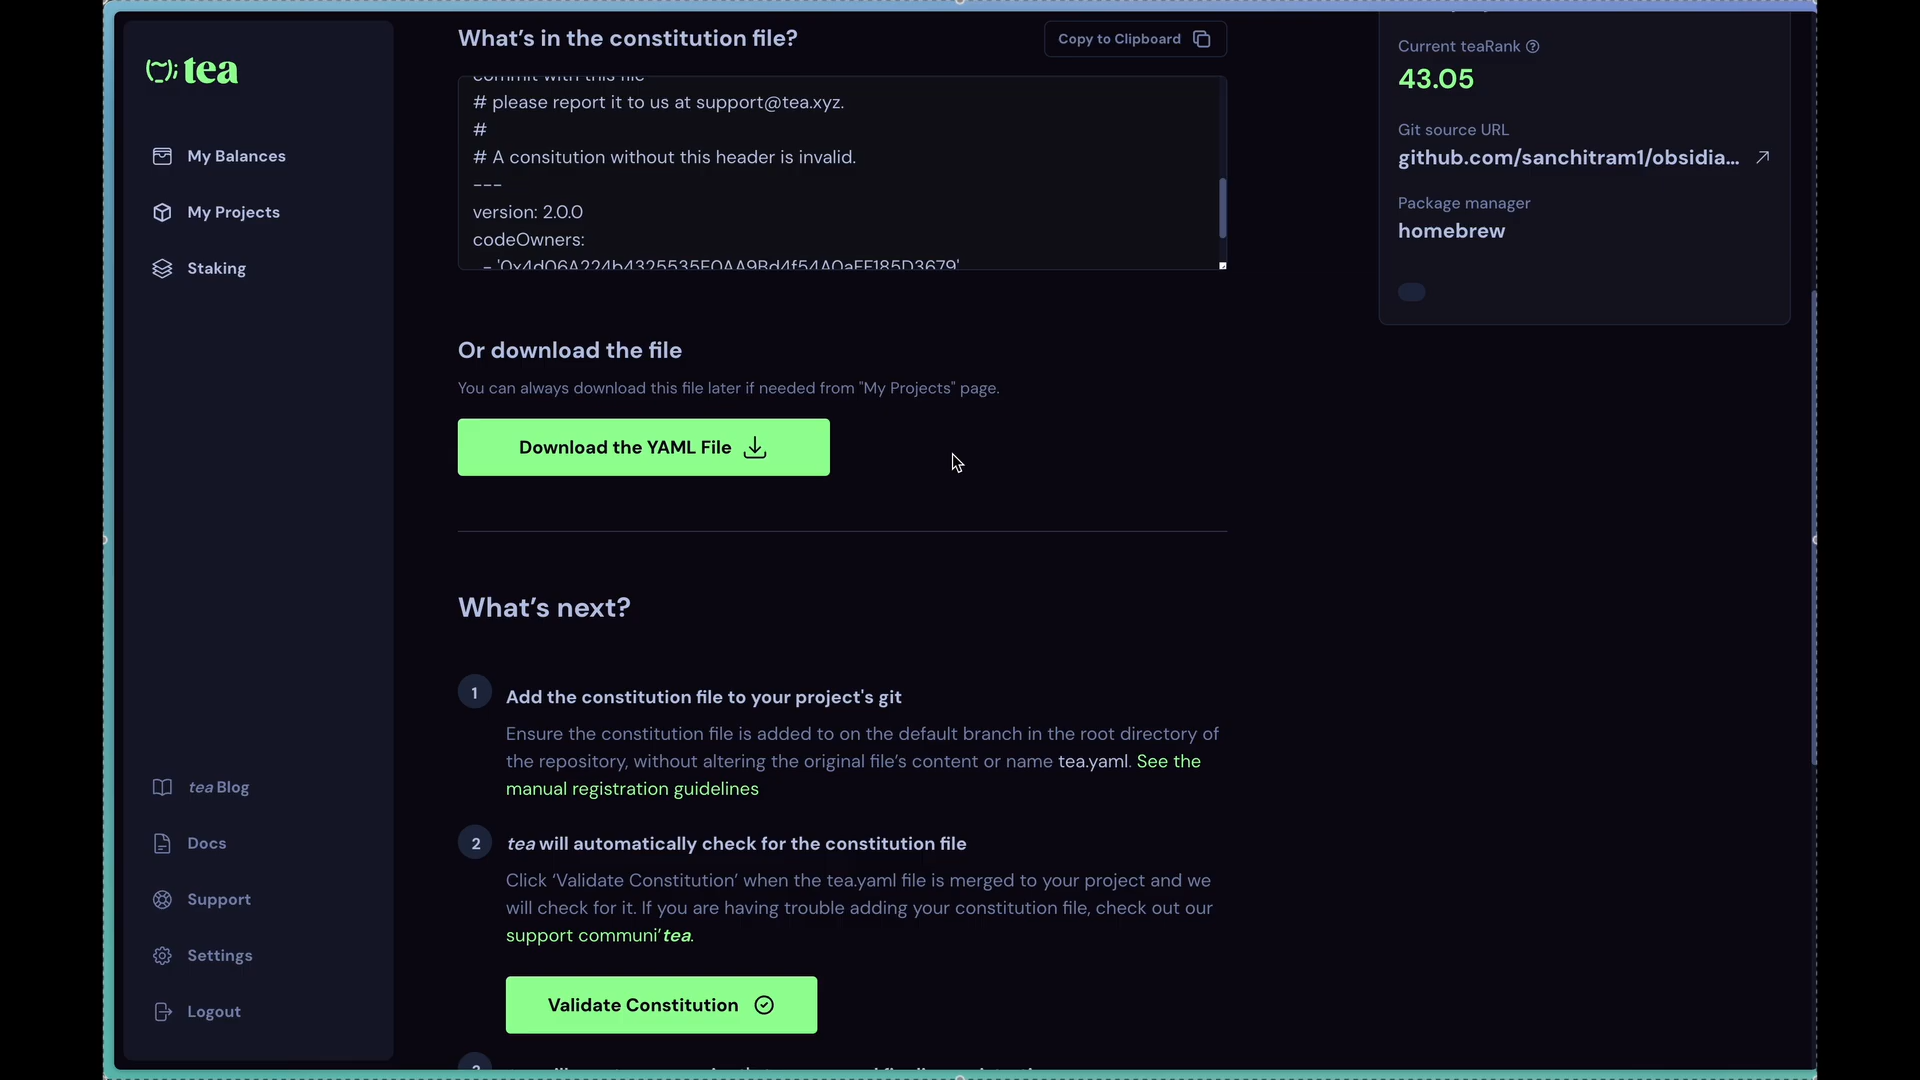 tea
My Balances
My Projects
Staking
tea Blog
Docs
Support
Settings
Logout
What's in the constitution file?
Copy to Clipboard
commit with this file
# please report it to us at support@tea.xyz.
#
# A consitution without this header is invalid.
---
version: 2.0.0
codeOwners:
- '0x4d06A224b4325535E0AA9Bd4f54A0aFF185D3679'
Or download the file
You can always download this file later if needed from "My Projects" page.
Download the YAML File
What's next?
1
Add the constitution file to your project's git
Ensure the constitution file is added to on the default branch in the root directory of
the repository, without altering the original file's content or name tea.yaml. See the
manual registration guidelines
2
tea will automatically check for the constitution file
Click ‘Validate Constitution’ when the tea.yaml file is merged to your project and we
will check for it. If you are having trouble adding your constitution file, check out our
support communi’tea.
Validate Constitution
Current teaRank
43.05
Git source URL
github.com/sanchitram1/obsidia...
Package manager
homebrew